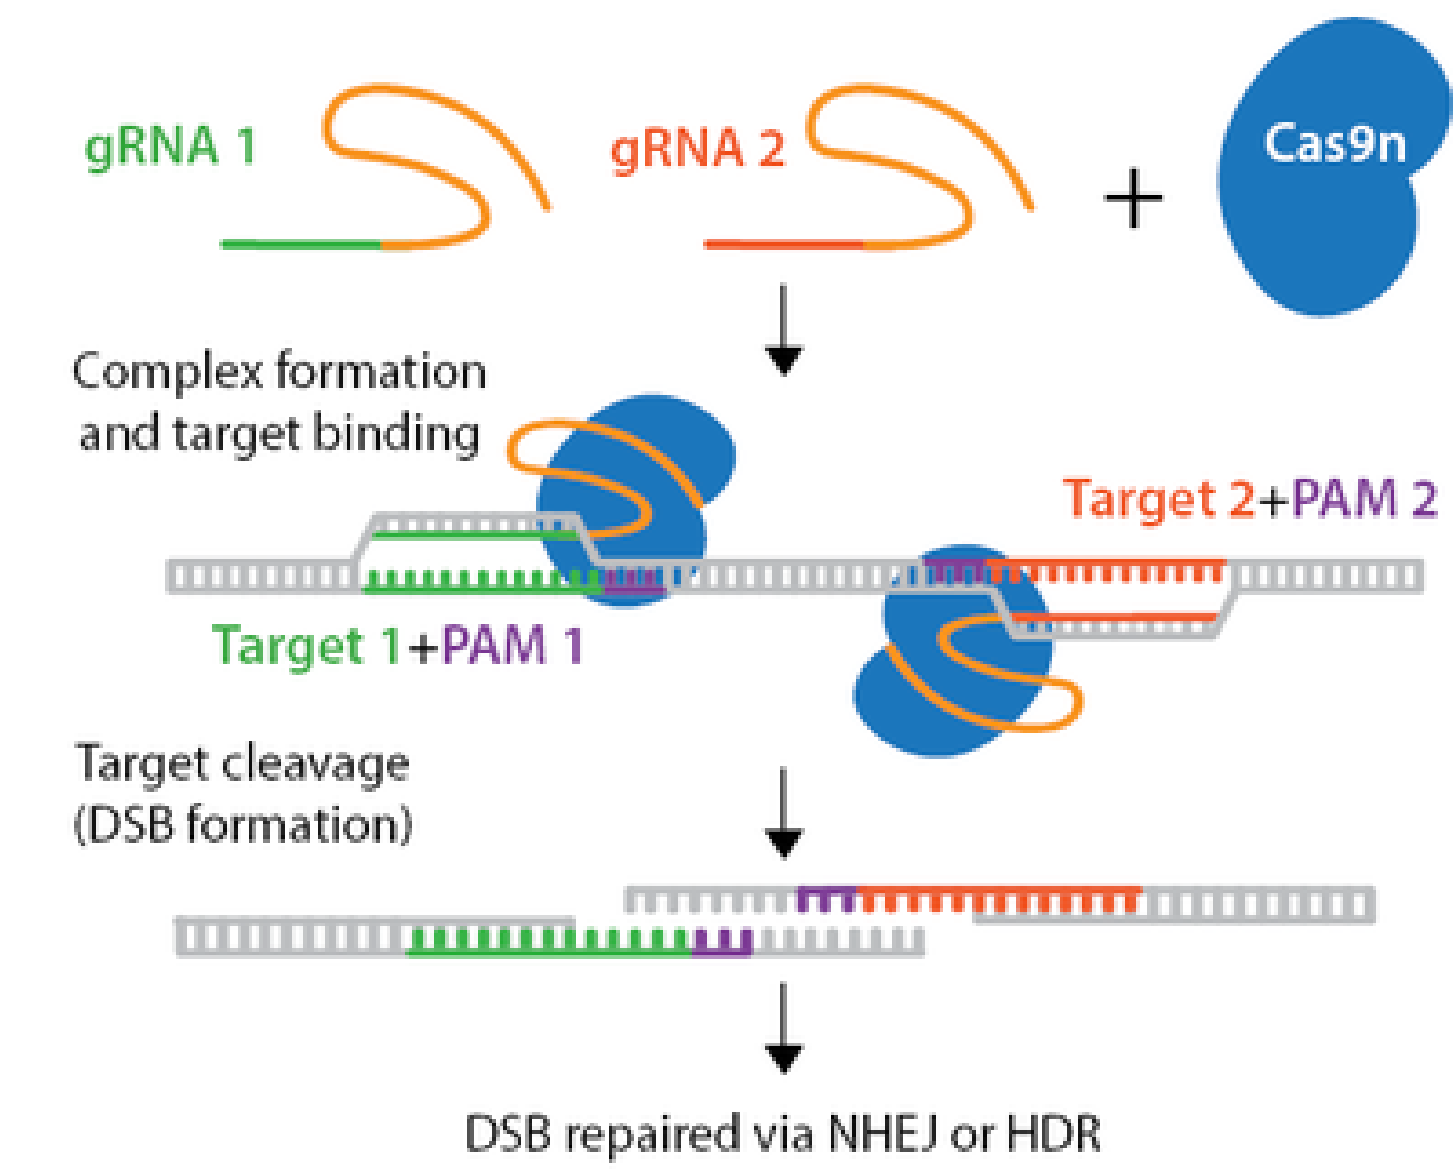 gRNA 1
gRNA 2
+
Cas9n
Complex formation
and target binding
Target 2+PAM 2
Target 1+PAM 1
Target cleavage
(DSB formation)
DSB repaired via NHEJ or HDR